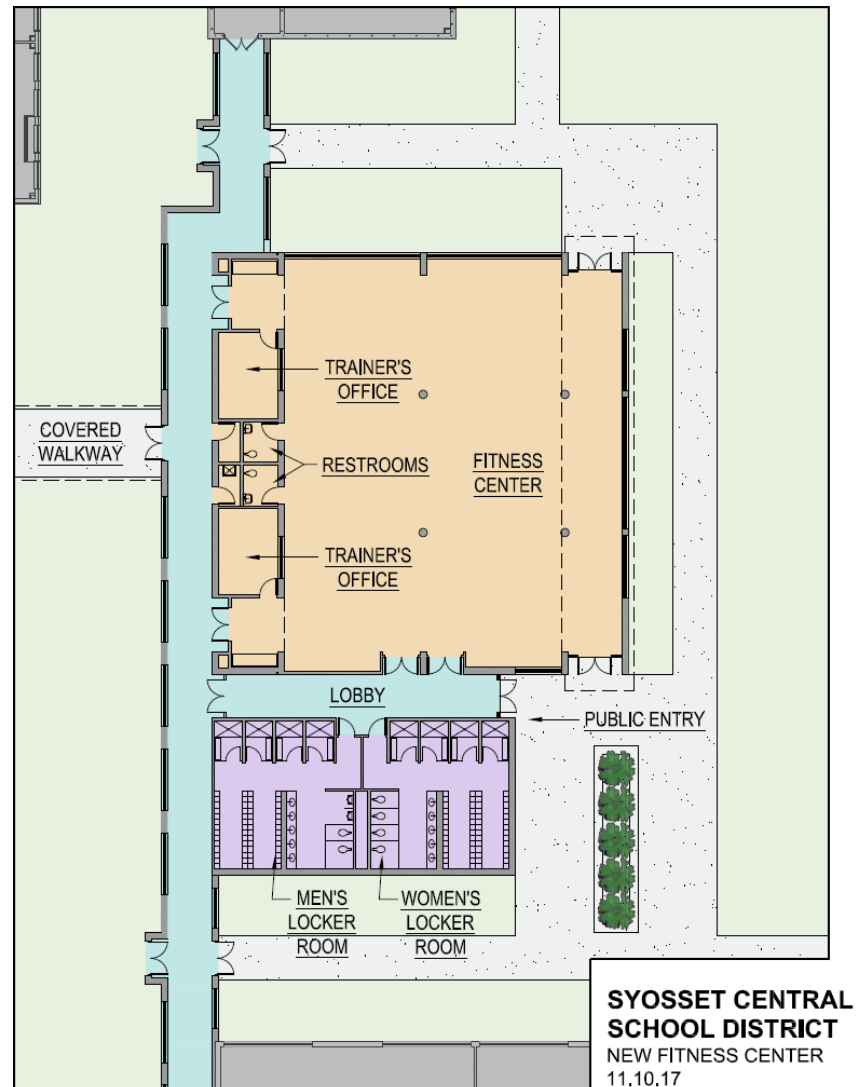 TRAINER'S
OFFICE
COVERED
WALKWAY
RESTROOMS
FITNESS
CENTER
TRAINER'S
OFFICE
LOBBY
PUBLIC ENTRY
MEN'S
LOCKER
ROOM
WOMEN'S
LOCKER
ROOM
SYOSSET CENTRAL
SCHOOL DISTRICT
NEW FITNESS CENTER
11.10.17